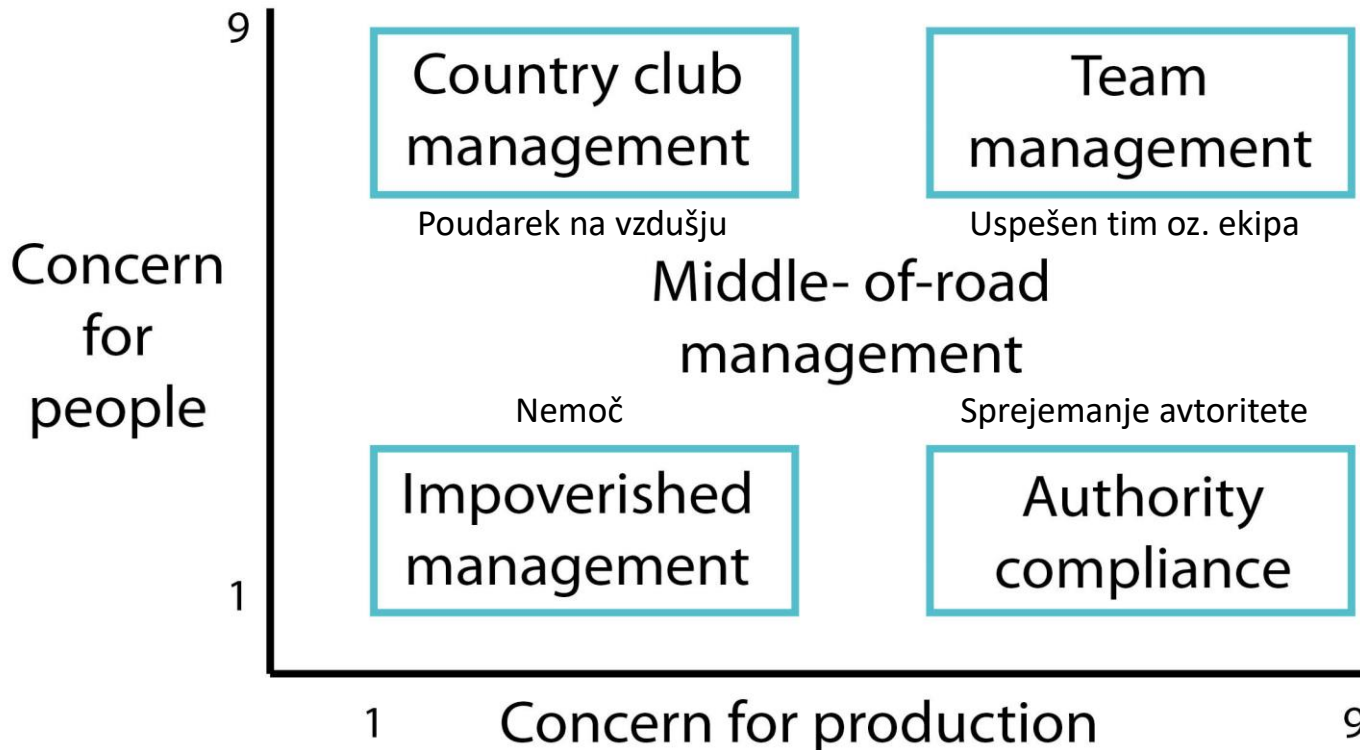 9
Country club
management
Team
management
Poudarek na vzdušju
Uspešen tim oz. ekipa
Concern
for
people
Middle- of-road
management
Nemoč
Sprejemanje avtoritete
Impoverished
management
Authority
compliance
1
1
Concern for production
9